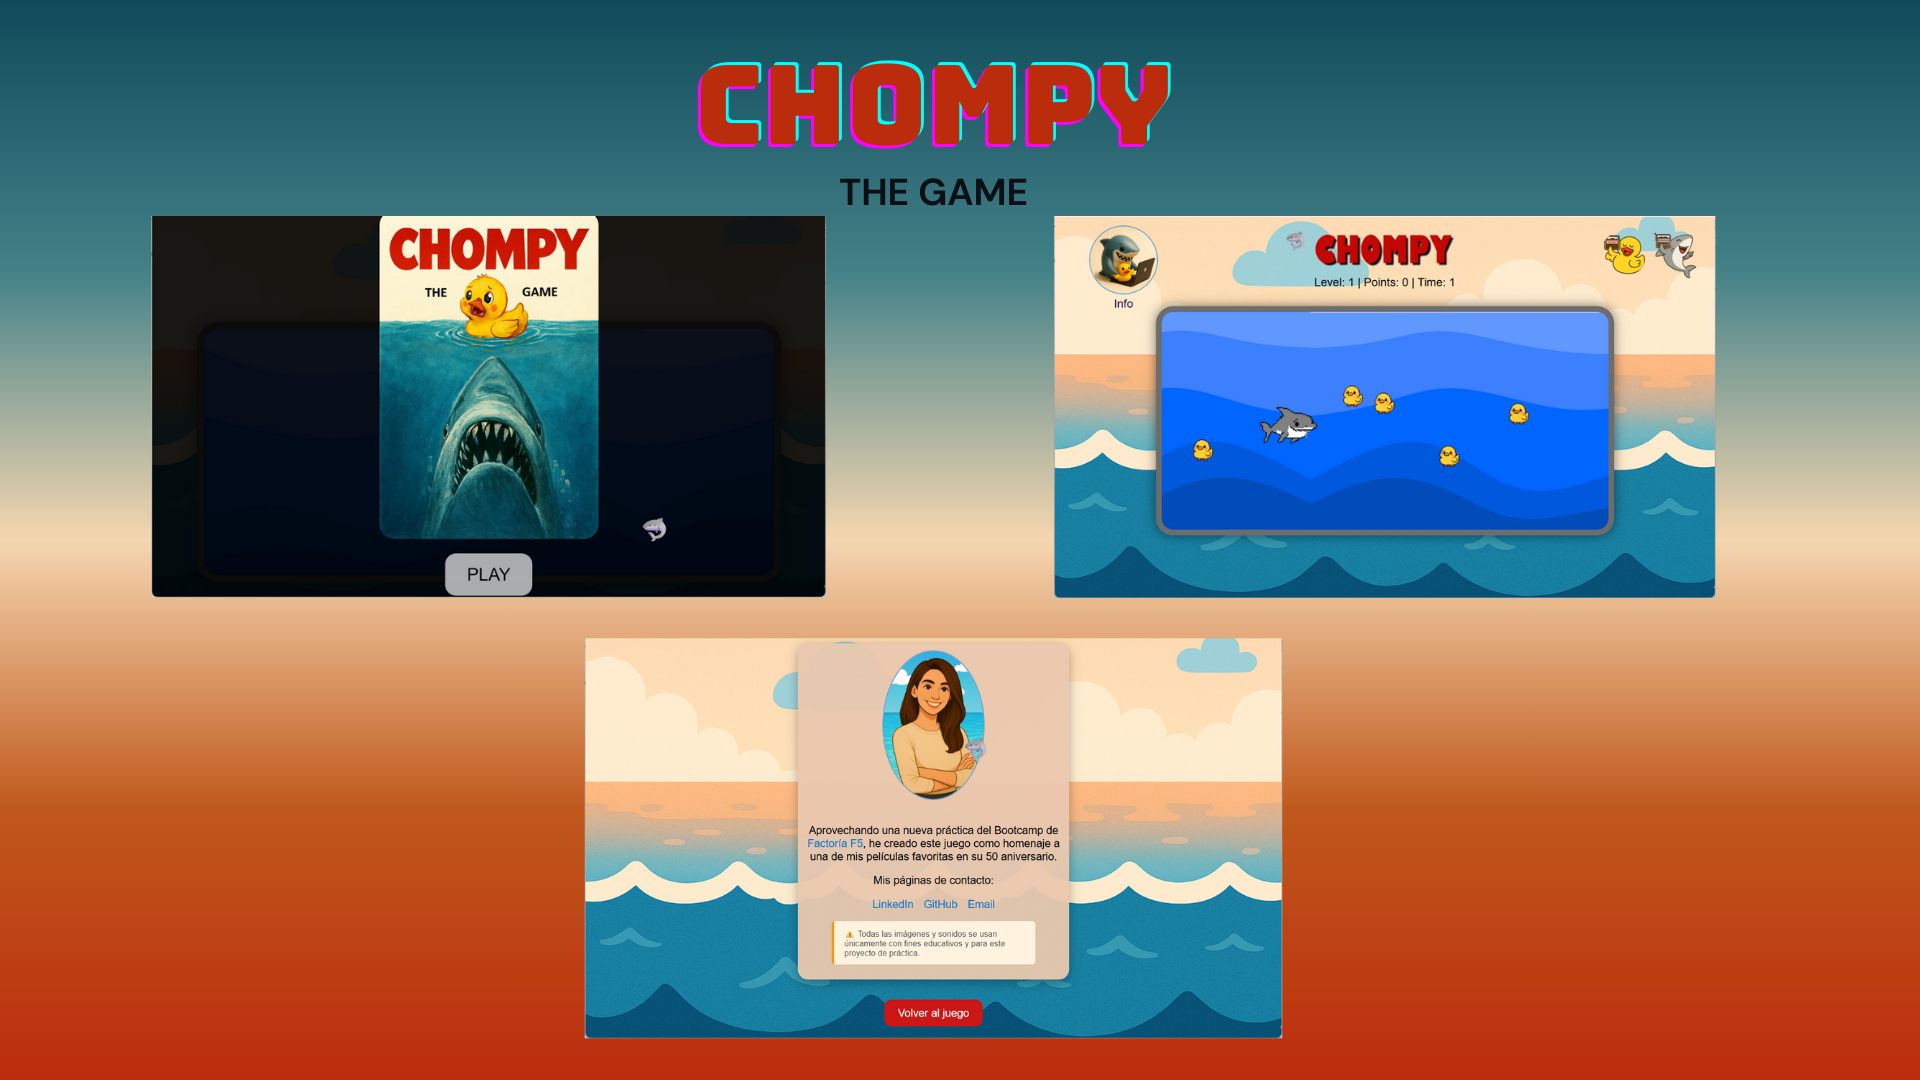 CHOMPY
THE GAME
CHOMPY
THE GAME
PLAY
CHOMPY
Level: 1 | Points: 0 | Time: 1
Info
Aprovechando una nueva práctica del Bootcamp de
Factoría F5, he creado este juego como homenaje a
una de mis películas favoritas en su 50 aniversario.
Mis páginas de contacto:
LinkedIn GitHub Email
⚠️ Todas las imágenes y sonidos se usan
únicamente con fines educativos y para este
proyecto de práctica.
Volver al juego